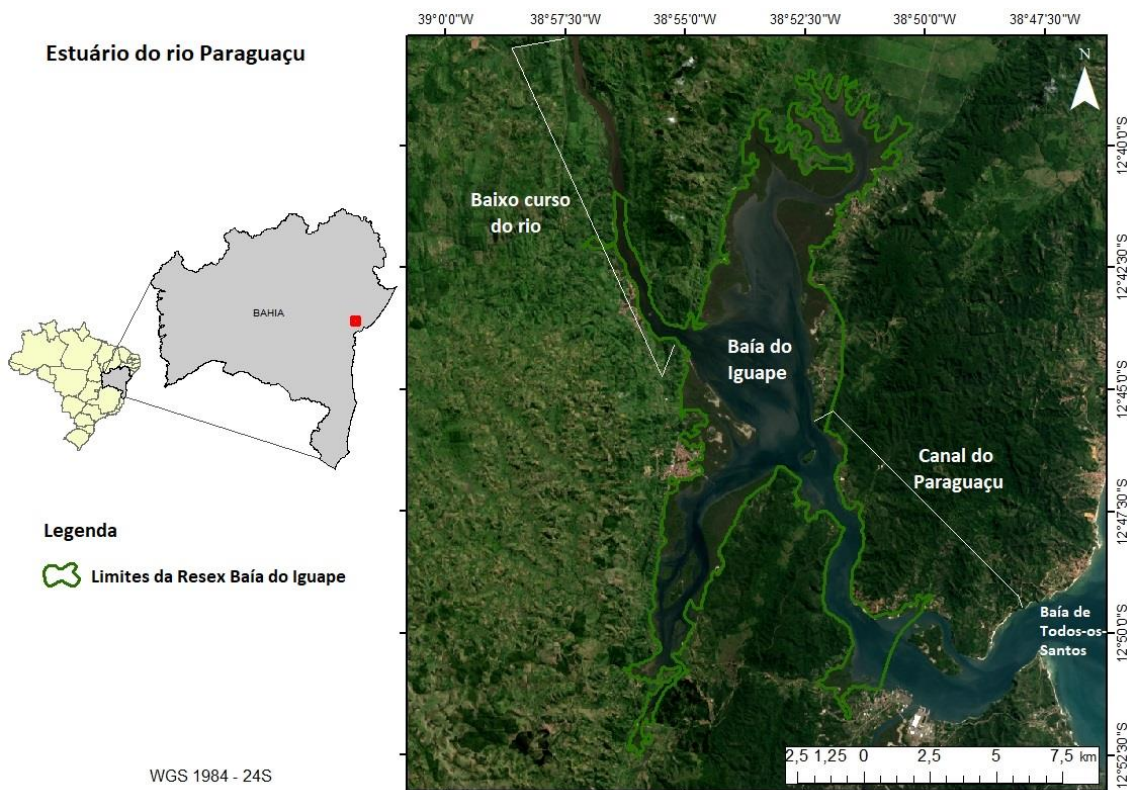 Estuário do rio Paraguaçu
BAHIA
Legenda
Limites da Resex Baía do Iguape
WGS 1984 - 24S
39°0'0"W 38°57'30"W 38°55'0"W 38°52'30"W 38°50'0"W 38°47'30"W
N
12°40'0"S
12°42'30"S
12°45'0"S
12°47'30"S
12°50'0"S
12°52'30"S
Baixo curso
do rio
Baía do
Iguape
Canal do
Paraguaçu
Baía de
Todos-os-
Santos
2,5 1,25 0 2,5 5 7,5 km